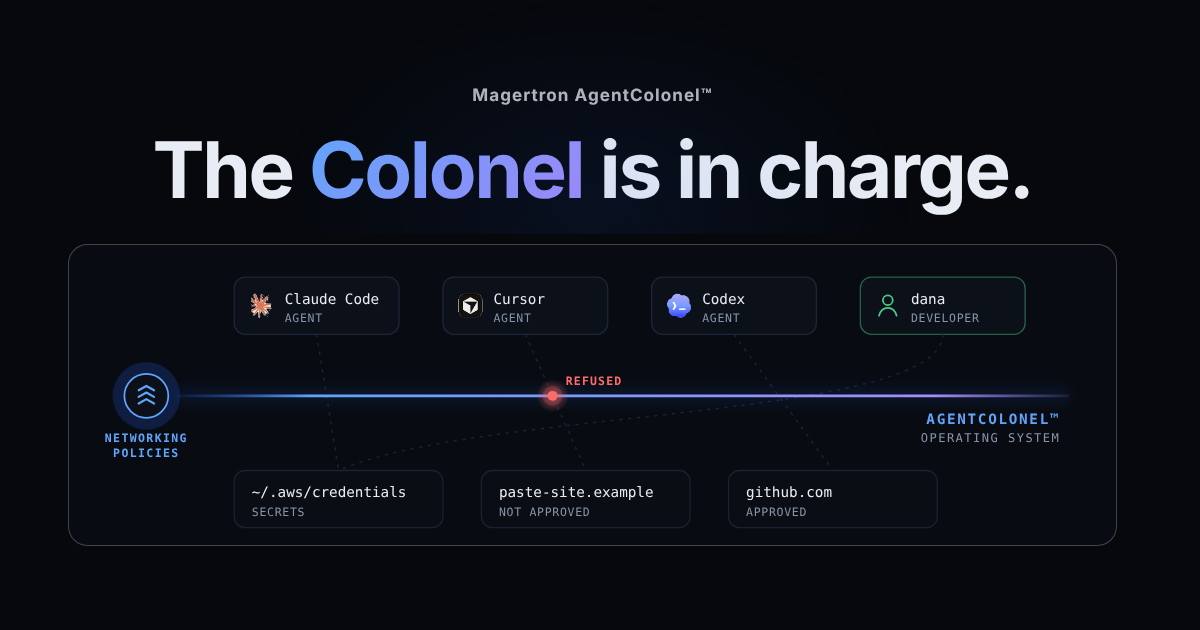 Magertron AgentColonel™
The Colonel is in charge.
Claude Code
AGENT
Cursor
AGENT
Codex
AGENT
dana
DEVELOPER
REFUSED
NETWORKING
POLICIES
AGENTCOLONEL™
OPERATING SYSTEM
~/.aws/credentials
SECRETS
paste-site.example
NOT APPROVED
github.com
APPROVED